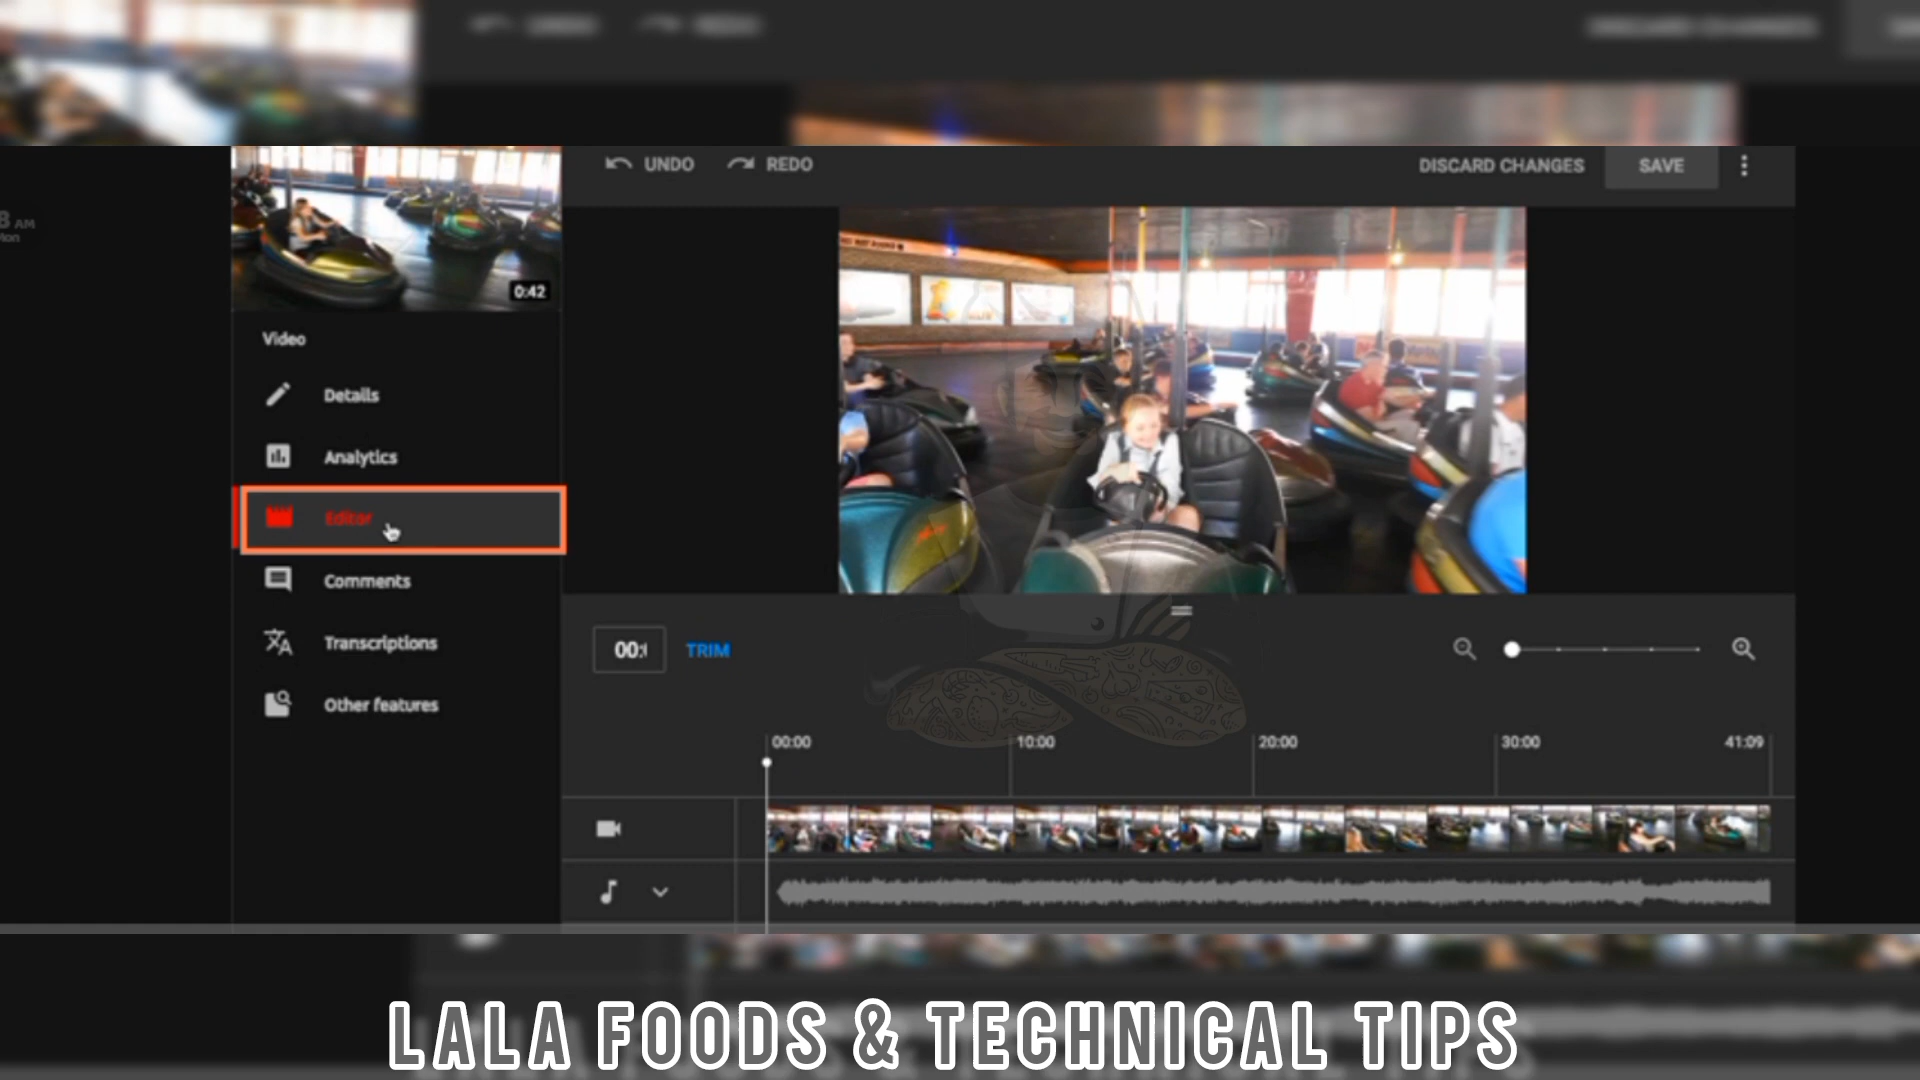 UNDO REDO
DISCARD CHANGES SAVE
AM
0:42
Video
Details
Analytics
Editor
Comments
Transcriptions
Other features
TRIM
00:00 10:00 20:00 30:00 41:09
LALA FOODS & TECHNICAL TIPS